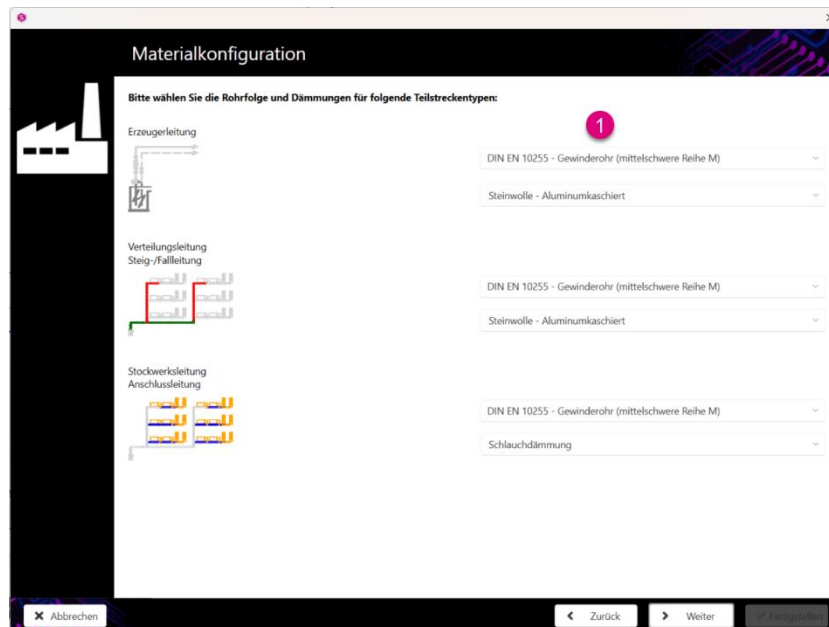 Materialkonfiguration
Bitte wählen Sie die Rohrfolge und Dämmungen für folgende Teilstreckentypen:
Erzeugerleitung
1
DIN EN 10255 - Gewinderohr (mittelschwere Reihe M)
Steinwolle - Aluminumkaschiert
Verteilungsleitung
Steig-/Fallleitung
DIN EN 10255 - Gewinderohr (mittelschwere Reihe M)
Steinwolle - Aluminumkaschiert
Stockwerksleitung
Anschlussleitung
DIN EN 10255 - Gewinderohr (mittelschwere Reihe M)
Schlauchdämmung
Abbrechen
Zurück
Weiter
Fertigstellen